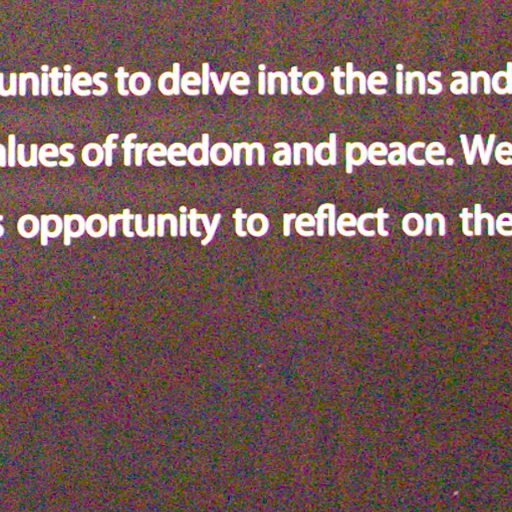 unities to delve into the ins and
alues of freedom and peace. We
s opportunity to reflect on the